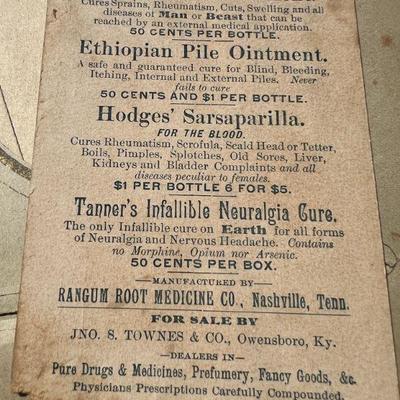 Cures Sprains, Rheumatism, Cuts, Swelling and all
diseases of Man or Beast that can be
reached by an external medical application.
50 CENTS PER BOTTLE.
Ethiopian Pile Ointment.
A safe and guaranteed cure for Blind, Bleeding,
Itching, Internal and External Piles. Never
fails to cure
50 CENTS AND $1 PER BOTTLE.
Hodges' Sarsaparilla.
FOR THE BLOOD.
Cures Rheumatism, Scrofula, Scald Head or Tetter,
Boils, Pimples, Splotches, Old Sores, Liver,
Kidneys and Bladder Complaints and all
diseases peculiar to females.
$1 PER BOTTLE 6 FOR $5.
Tanner's Infallible Neuralgia Cure.
The only Infallible cure on Earth for all forms
of Neuralgia and Nervous Headache. Contains
no Morphine, Opium nor Arsenic.
50 CENTS PER BOX.
—MANUFACTURED BY—
RANGUM ROOT MEDICINE CO., Nashville, Tenn.
FOR SALE BY
JNO. S. TOWNES & CO., Owensboro, Ky.
—DEALERS IN—
Pure Drugs & Medicines, Prefumery, Fancy Goods, &c.
Physicians Prescriptions Carefully Compounded.